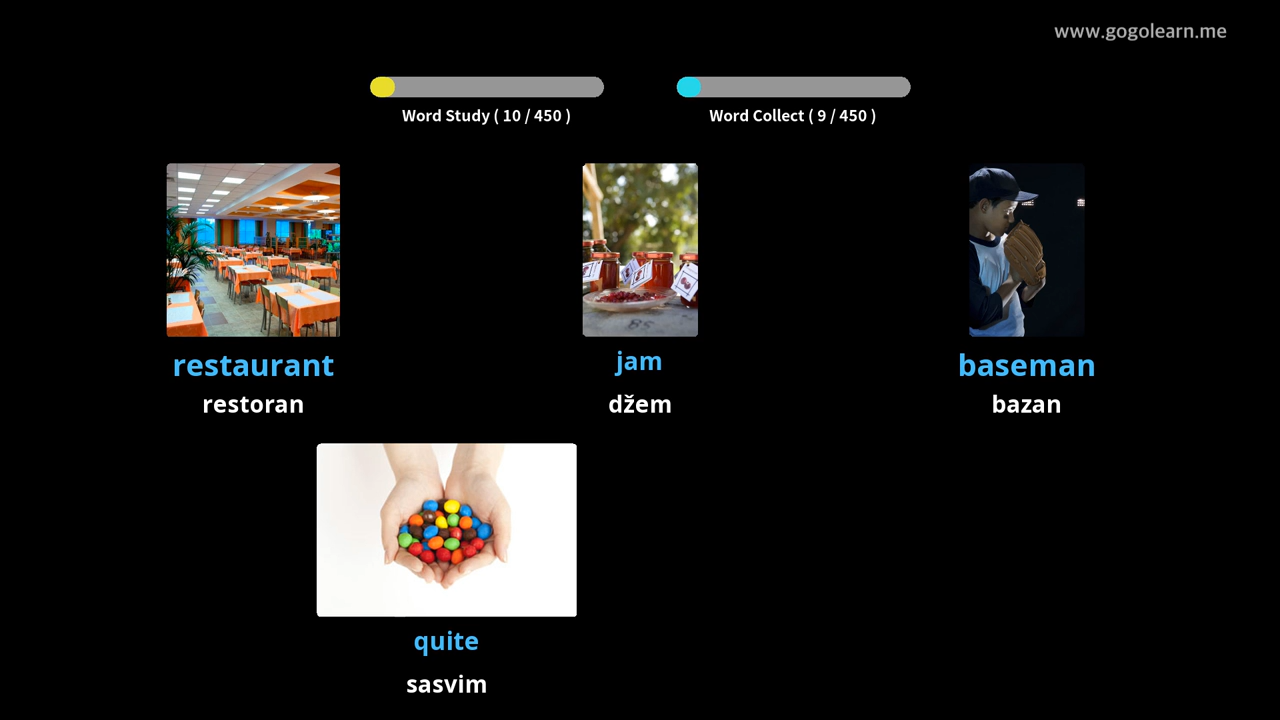 www.gogolearn.me
Word Study ( 10 / 450 )
Word Collect ( 9 / 450 )
restaurant
restoran
jam
džem
baseman
bazan
quite
sasvim